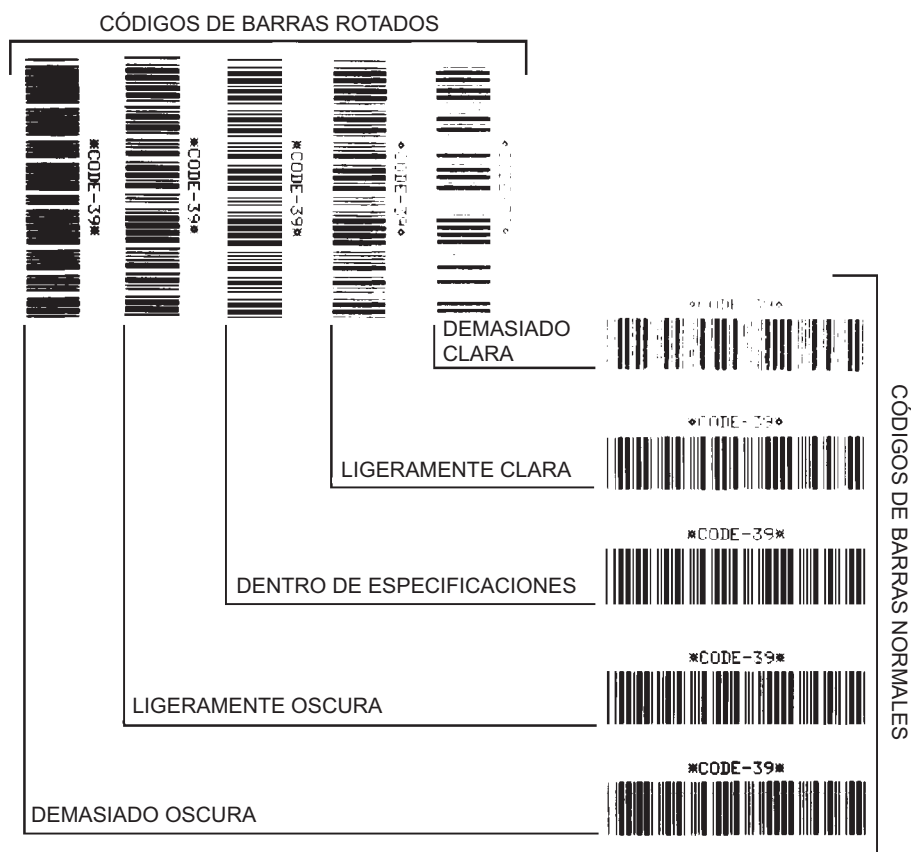 CÓDIGOS DE BARRAS ROTADOS
*CODE-39*
*CODE-39*
*CODE-39*
DEMASIADO
CLARA
LIGERAMENTE CLARA
DENTRO DE ESPECIFICACIONES
*CODE-39*
LIGERAMENTE OSCURA
*CODE-39*
DEMASIADO OSCURA
*CODE-39*
CÓDIGOS DE BARRAS NORMALES